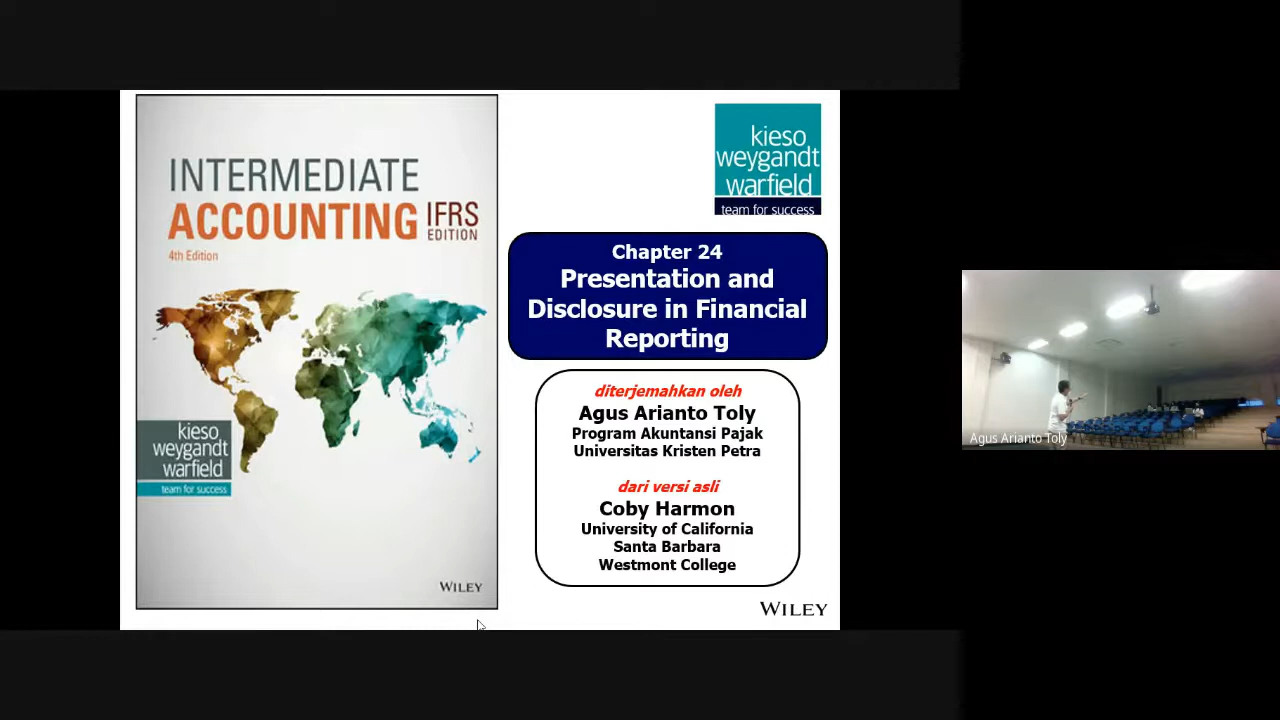 INTERMEDIATE
ACCOUNTING IFRS EDITION
4th Edition
kieso
weygandt
warfield
team for success
WILEY
kieso
weygandt
warfield
team for success
Chapter 24
Presentation and
Disclosure in Financial
Reporting
diterjemahkan oleh
Agus Arianto Toly
Program Akuntansi Pajak
Universitas Kristen Petra
dari versi asli
Coby Harmon
University of California
Santa Barbara
Westmont College
WILEY
Agus Arianto Toly